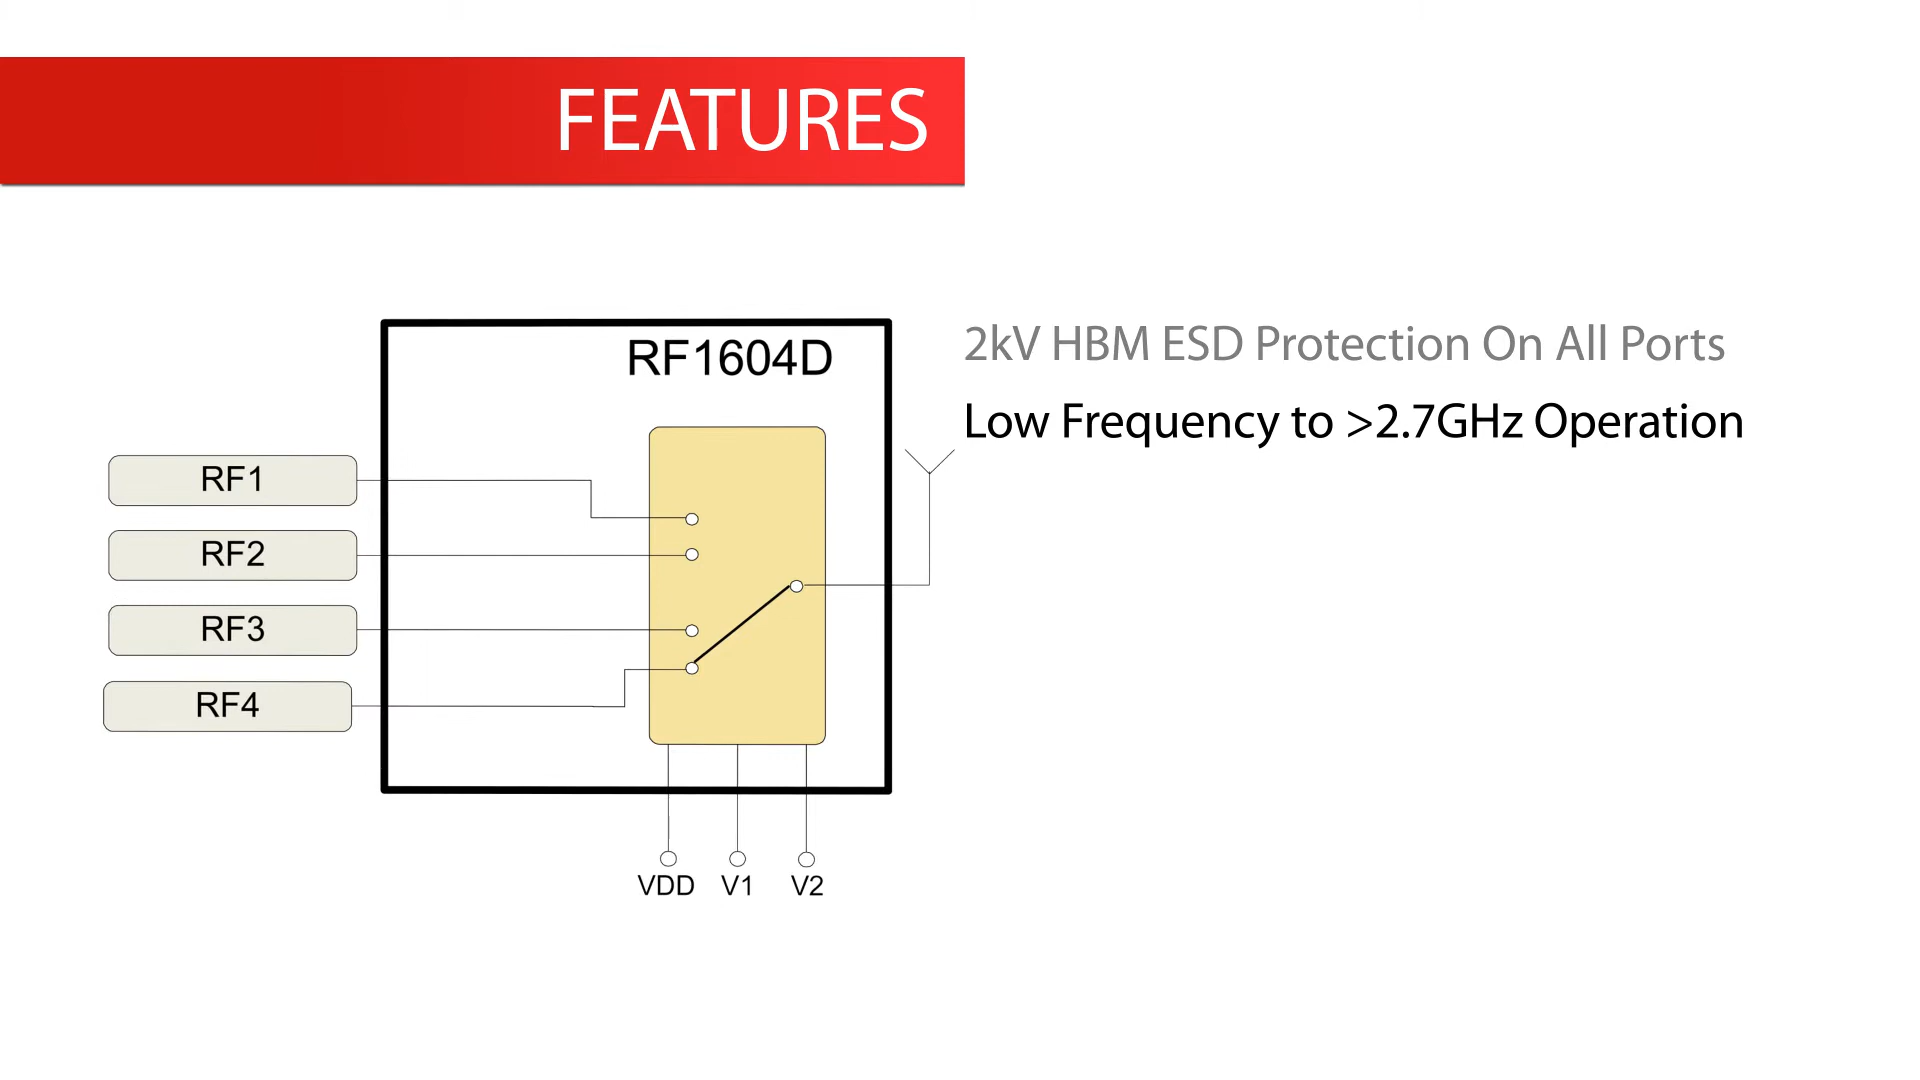 FEATURES
RF1604D
2kV HBM ESD Protection On All Ports
Low Frequency to >2.7GHz Operation
RF1
RF2
RF3
RF4
VDD V1 V2